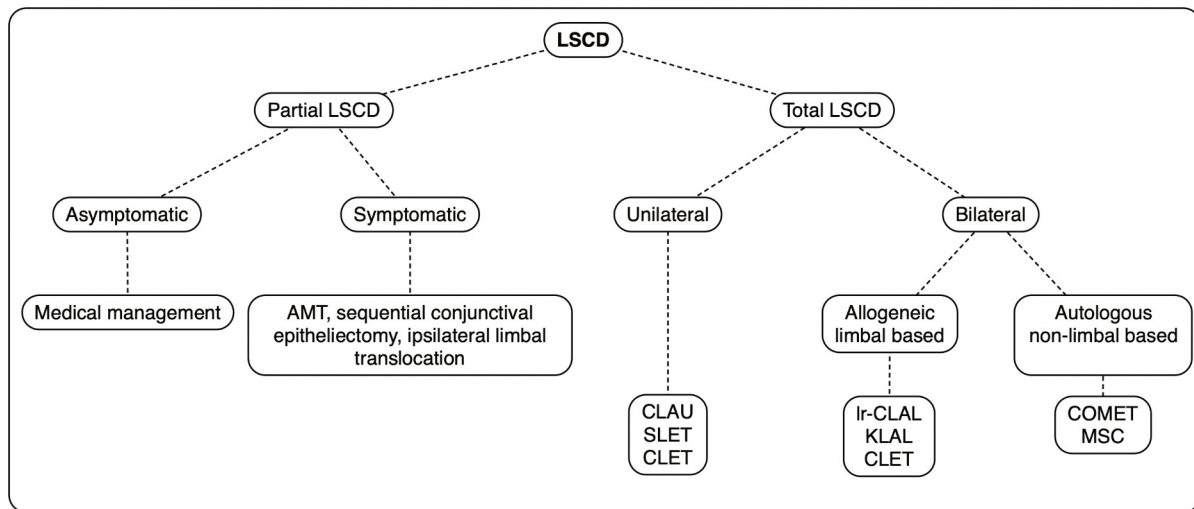 LSCD
Partial LSCD
Total LSCD
Asymptomatic
Symptomatic
Unilateral
Bilateral
Medical management
AMT, sequential conjunctival
epitheliectomy, ipsilateral limbal
translocation
Allogeneic
limbal based
Autologous
non-limbal based
CLAU
SLET
CLET
lr-CLAL
KLAL
CLET
COMET
MSC